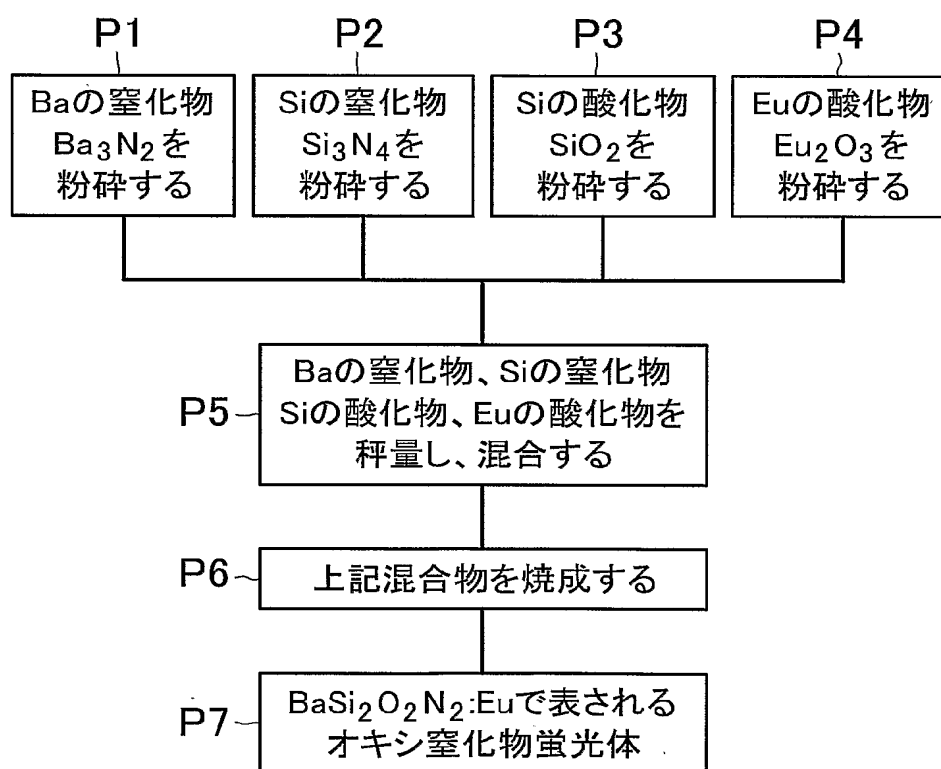 P1
P2
P3
P4
Baの窒化物
Ba₃N₂を
粉砕する
Siの窒化物
Si₃N₄を
粉砕する
Siの酸化物
SiO₂を
粉砕する
Euの酸化物
Eu₂O₃を
粉砕する
P5
Baの窒化物、Siの窒化物
Siの酸化物、Euの酸化物を
秤量し、混合する
P6
上記混合物を焼成する
P7
BaSi₂O₂N₂:Euで表される
オキシ窒化物蛍光体